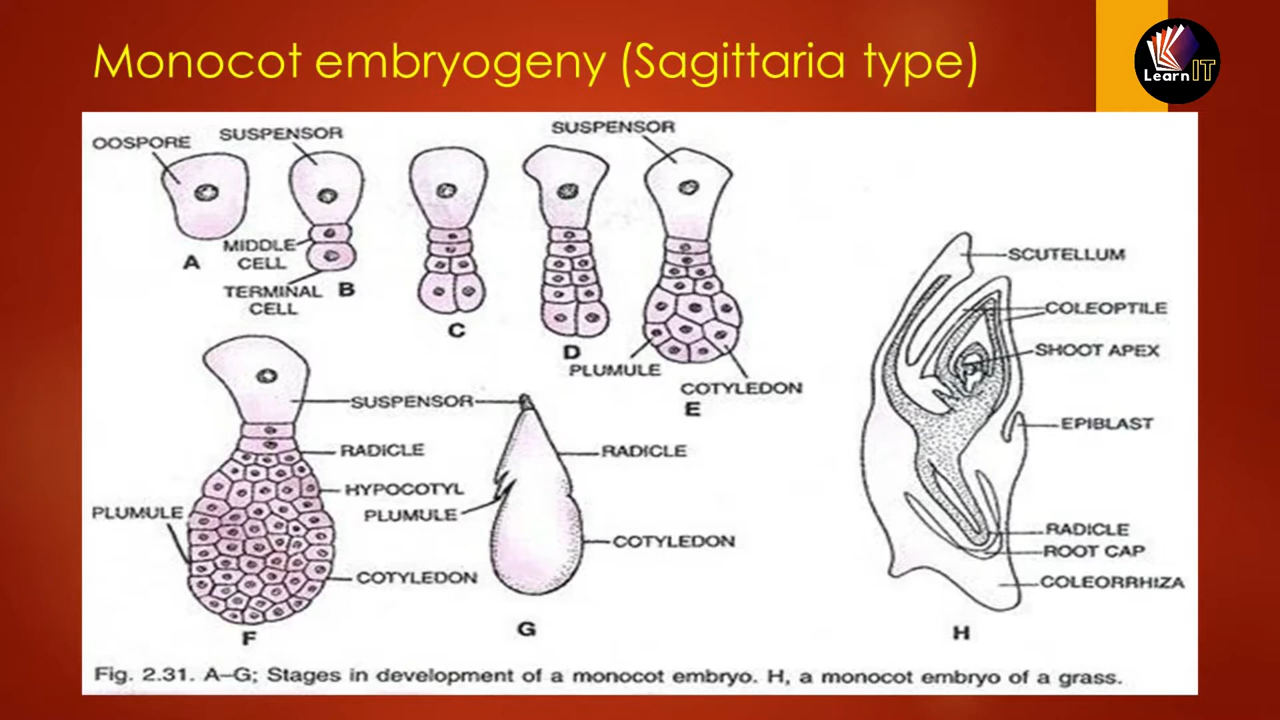 Monocot embryogeny (Sagittaria type)
Learn IT
OOSPORE
SUSPENSOR
MIDDLE
CELL
TERMINAL
CELL
A
B
C
D
SUSPENSOR
PLUMULE
COTYLEDON
E
SUSPENSOR
RADICLE
HYPOCOTYL
PLUMULE
COTYLEDON
F
RADICLE
PLUMULE
COTYLEDON
G
SCUTELLUM
COLEOPTILE
SHOOT APEX
EPIBLAST
RADICLE
ROOT CAP
COLEORRHIZA
H
Fig. 2.31. A–G; Stages in development of a monocot embryo. H, a monocot embryo of a grass.